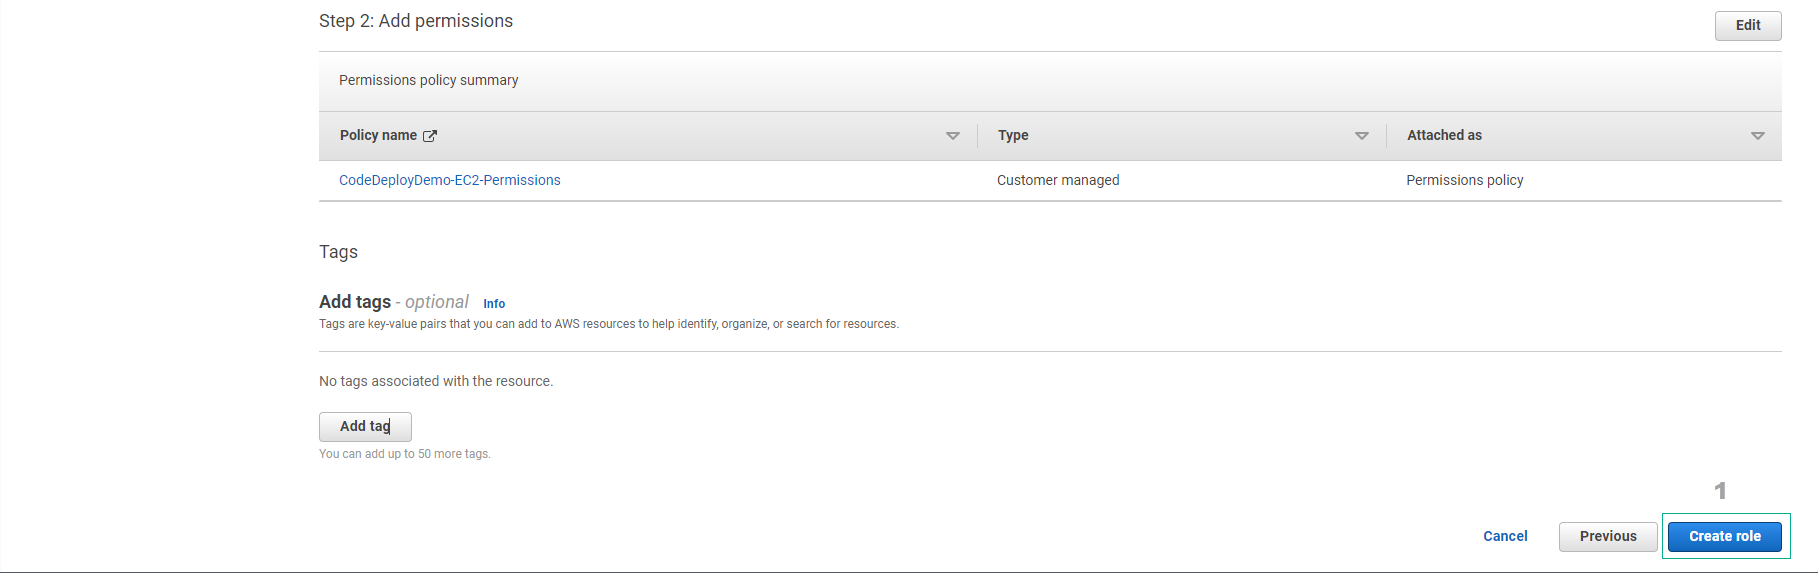 Step 2: Add permissions
Edit
Permissions policy summary
Policy name Type Attached as
CodeDeployDemo-EC2-Permissions Customer managed Permissions policy
Tags
Add tags - optional Info
Tags are key-value pairs that you can add to AWS resources to help identify, organize, or search for resources.
No tags associated with the resource.
Add tag
You can add up to 50 more tags.
1
Cancel Previous Create role